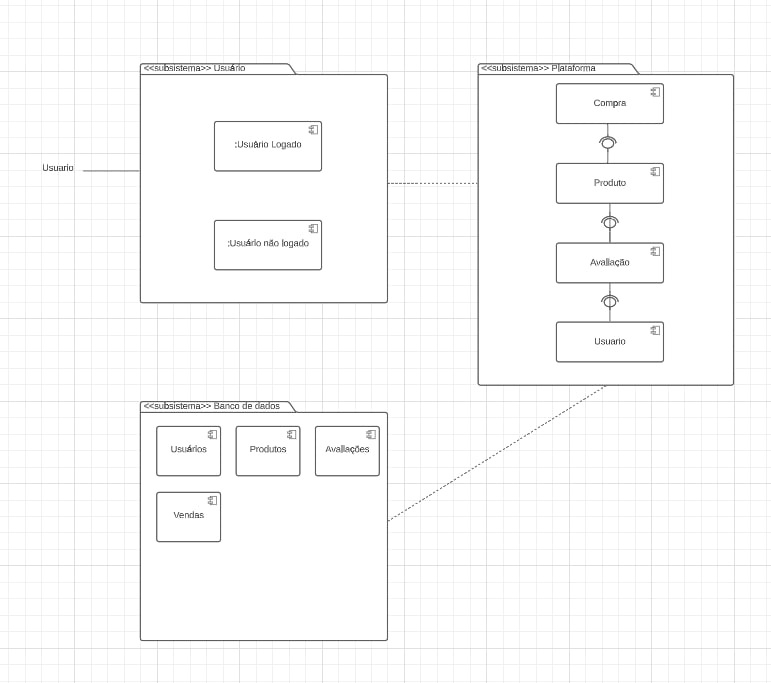 <<subsistema>> Usuário
:Usuário Logado
:Usuário não logado
Usuario
<<subsistema>> Plataforma
Compra
Produto
Avaliação
Usuario
<<subsistema>> Banco de dados
Usuários
Produtos
Avaliações
Vendas